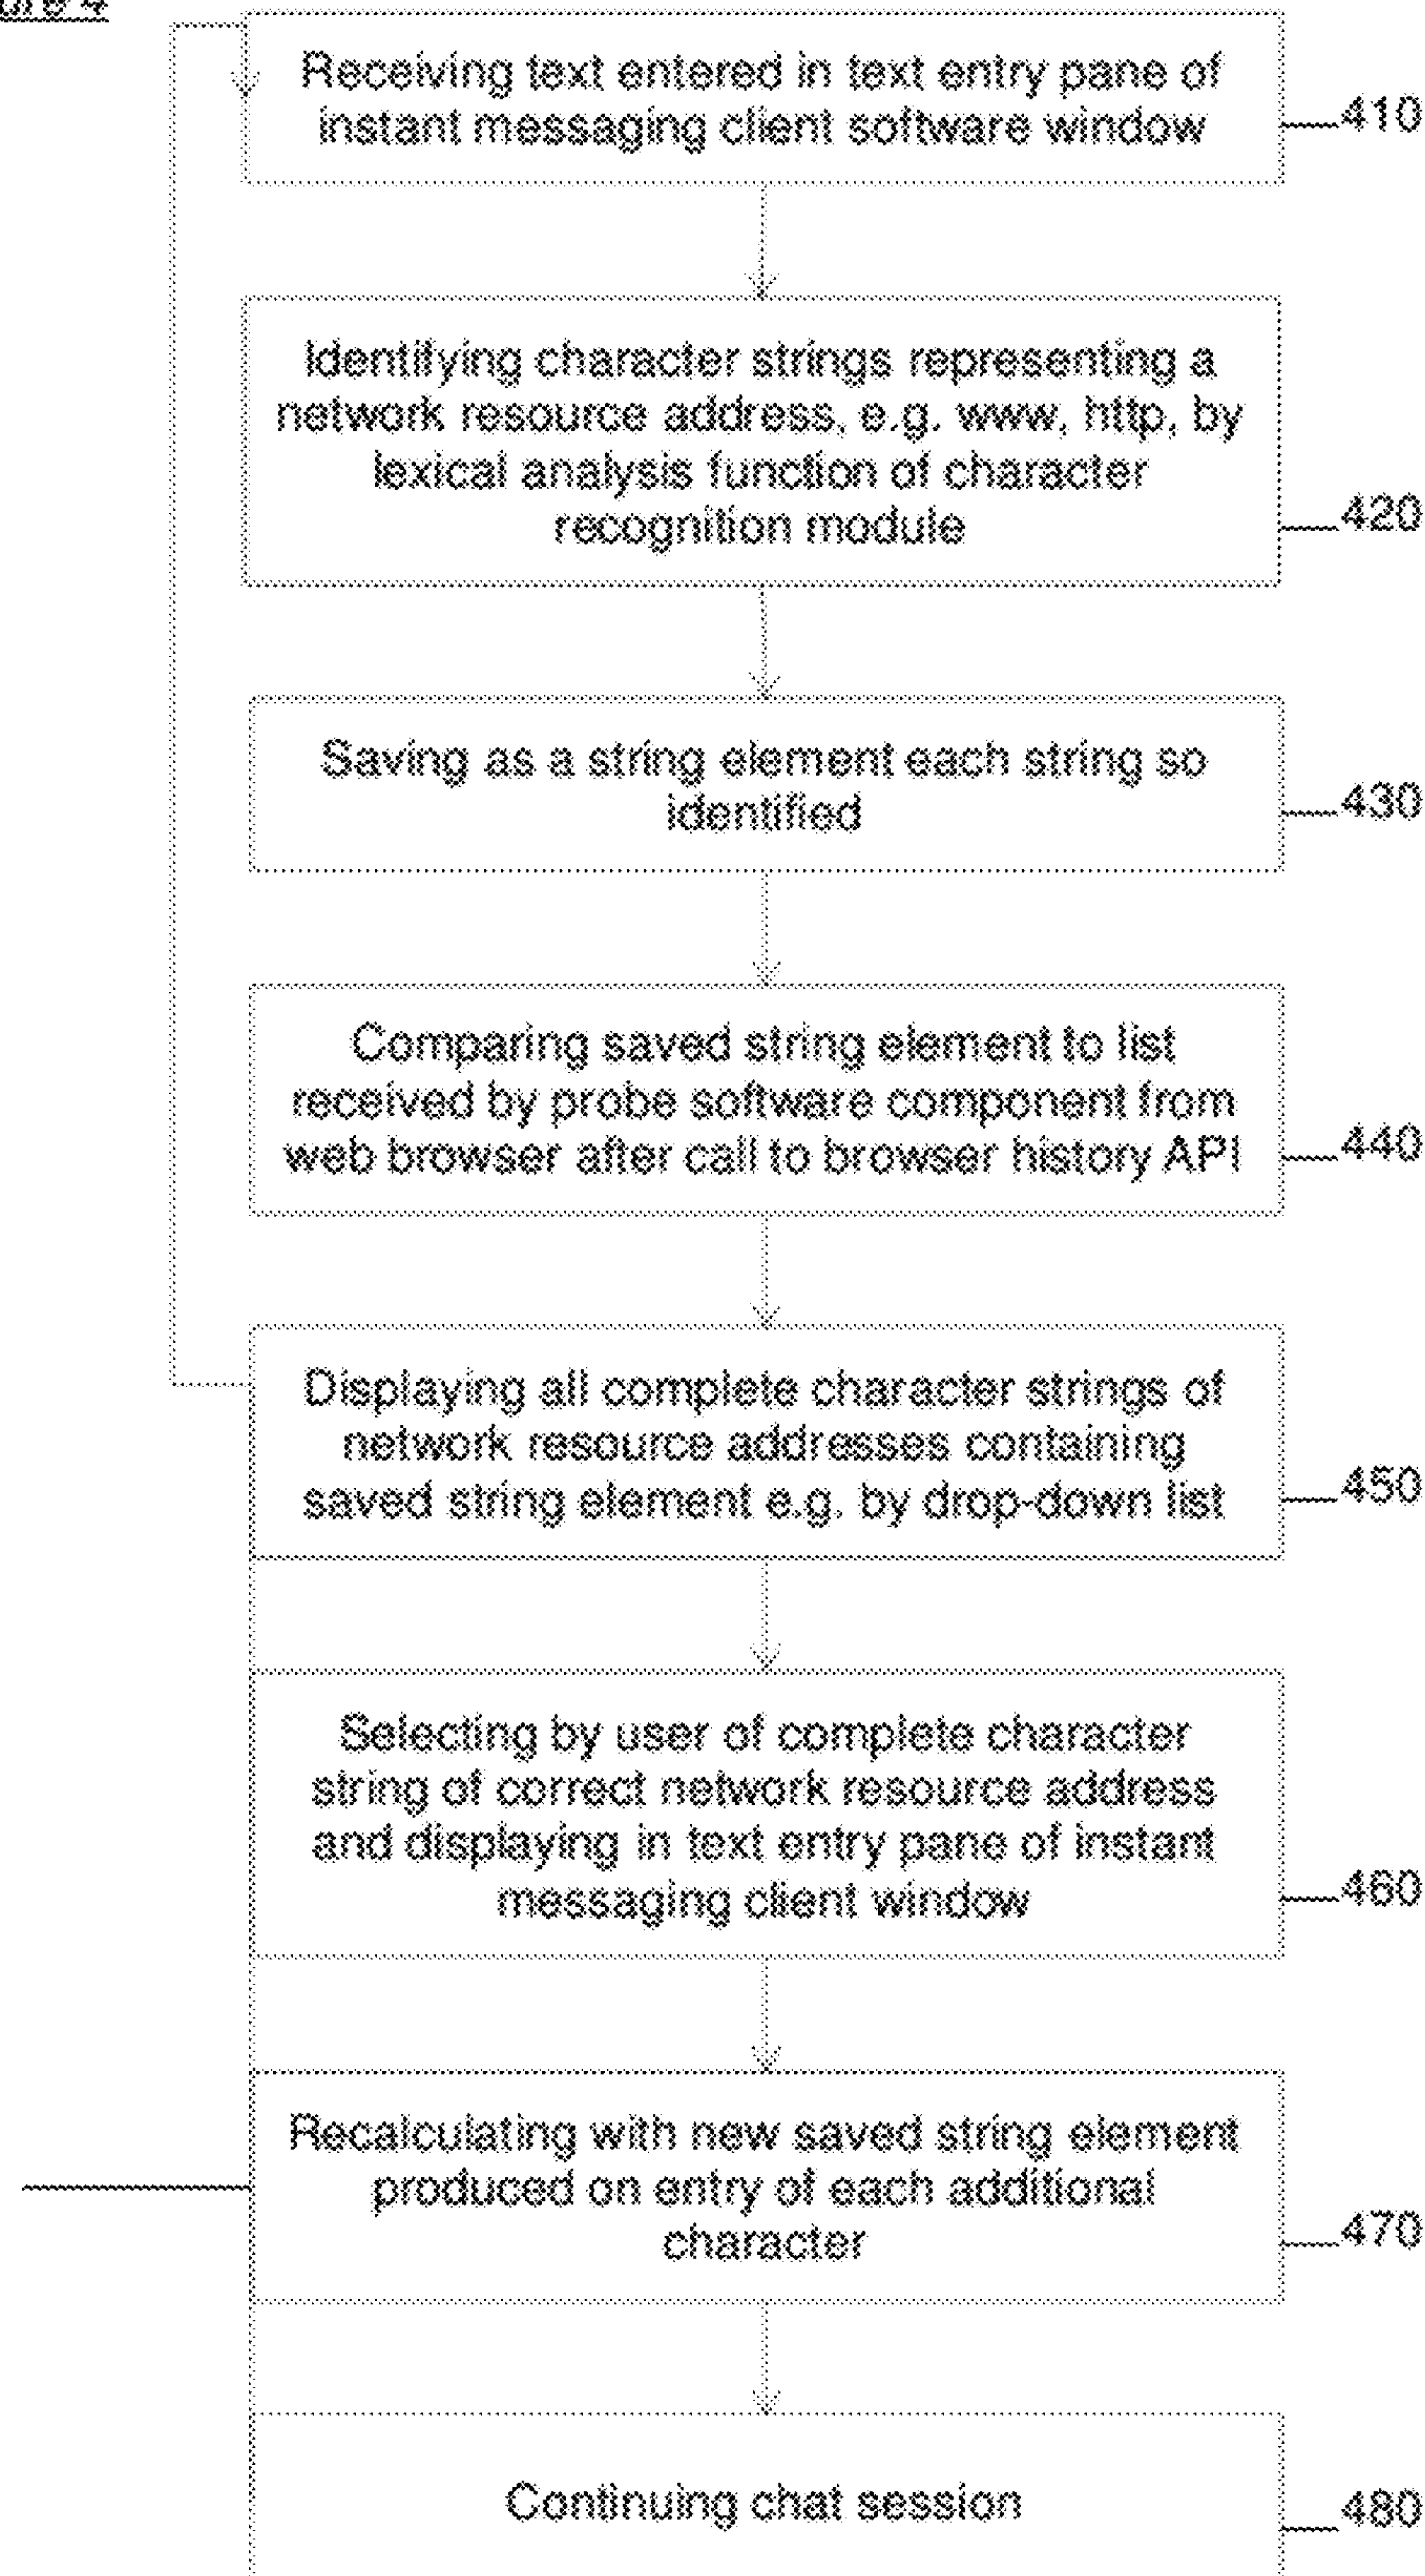 Receiving text entered in text entry pane of
instant messaging client software window
410
Identifying character strings representing a
network resource address, e.g. www, http, by
lexical analysis function of character
recognition module
420
Saving as a string element each string so
identified
430
Comparing saved string element to list
received by probe software component from
web browser after call to browser history API
440
Displaying all complete character strings of
network resource addresses containing
saved string element e.g. by drop-down list
450
Selecting by user of complete character
string of correct network resource address
and displaying in text entry pane of instant
messaging client window
460
Recalculating with new saved string element
produced on entry of each additional
character
470
Continuing chat session
480